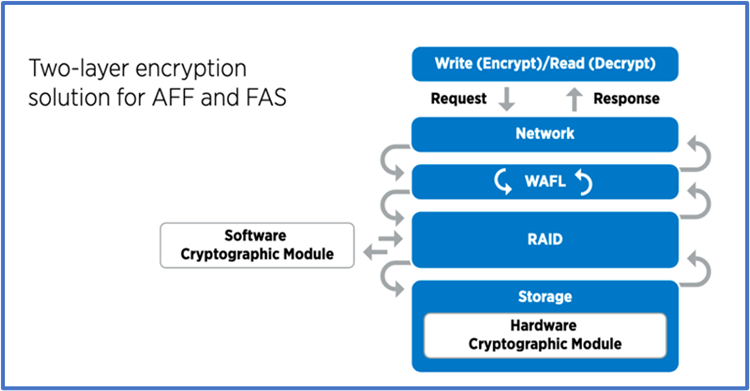 Two-layer encryption
solution for AFF and FAS
Write (Encrypt)/Read (Decrypt)
Request
Response
Network
WAFL
Software
Cryptographic Module
RAID
Storage
Hardware
Cryptographic Module